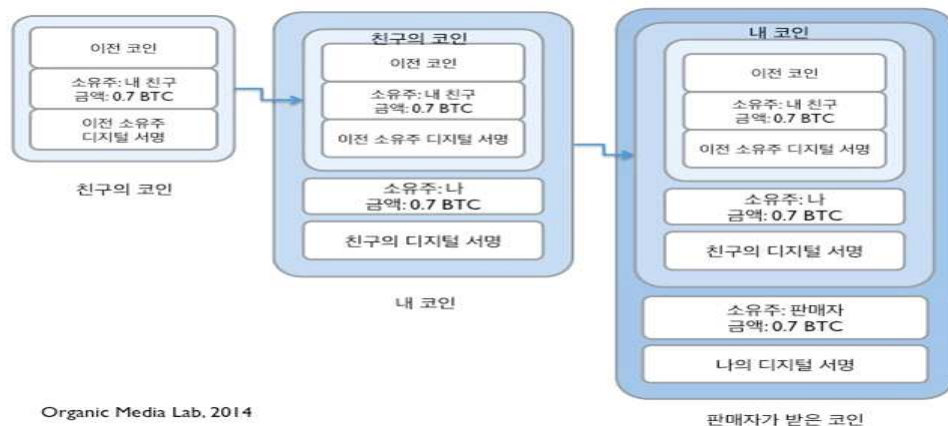 이전 코인
소유주: 내 친구
금액: 0.7 BTC
이전 소유주
디지털 서명
친구의 코인
친구의 코인
이전 코인
소유주: 내 친구
금액: 0.7 BTC
이전 소유주 디지털 서명
소유주: 나
금액: 0.7 BTC
친구의 디지털 서명
내 코인
내 코인
이전 코인
소유주: 내 친구
금액: 0.7 BTC
이전 소유주 디지털 서명
소유주: 나
금액: 0.7 BTC
친구의 디지털 서명
소유주: 판매자
금액: 0.7 BTC
나의 디지털 서명
판매자가 받은 코인
Organic Media Lab, 2014